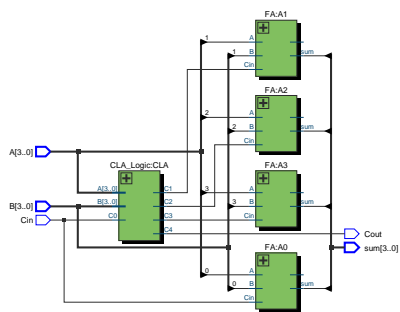 FA:A1
1 A
1 B sum
Cin
FA:A2
2 A
2 B sum
Cin
A[3..0]
CLA_Logic:CLA
FA:A3
A[3..0] C1 3 A
B[3..0] B[3..0] C2 3 B sum
Cin C0 C3 Cin
C4 Cout
FA:A0 sum[3..0]
0 A
0 B sum
Cin